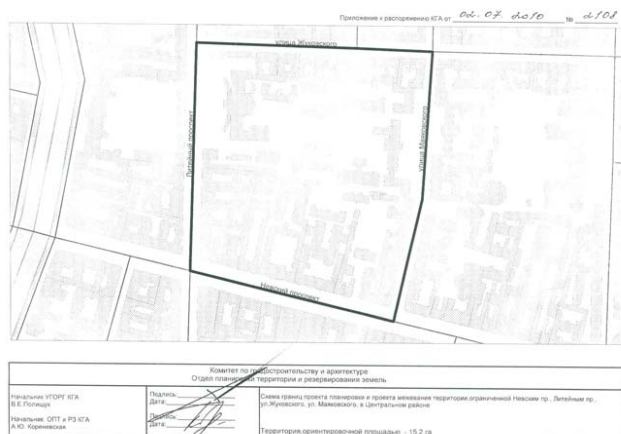 Приложение к распоряжению КГА от 02.07.2010 № 2108
улица Жуковского
Литейный проспект
улица Маяковского
Невский проспект
Комитет по градостроительству и архитектуре
Отдел планировки территории и резервирования земель
Начальник УГОРГ КГА
В.Е.Полищук
Подпись:
Дата:
Схема границ проекта планировки и проекта межевания территории,ограниченной Невским пр., Литейным пр.,
ул.Жуковского, ул. Маяковского, в Центральном районе
Начальник ОПТ и РЗ КГА
А.Ю. Кореневская
Подпись:
Дата:
Территория,ориентировочной площадью - 15,2 га